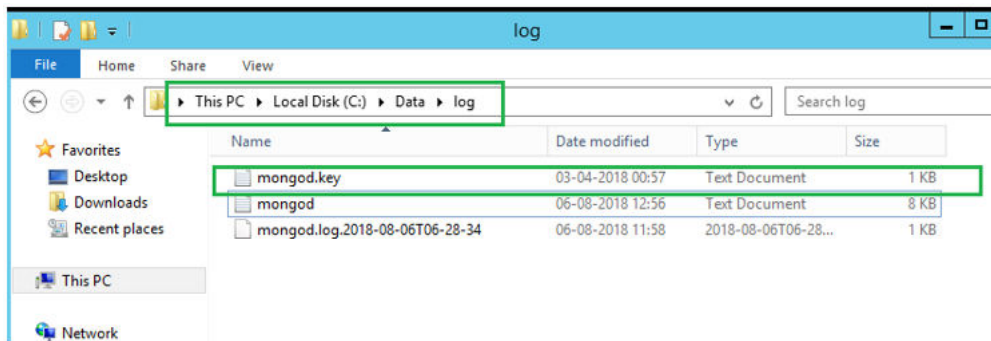 log
File Home Share View
This PC Local Disk (C:) Data log
Search log
Name Date modified Type Size
Favorites
Desktop
Downloads
Recent places
This PC
Network
mongod.key 03-04-2018 00:57 Text Document 1 KB
mongod 06-08-2018 12:56 Text Document 8 KB
mongod.log.2018-08-06T06-28-34 06-08-2018 11:58 2018-08-06T06-28... 1 KB